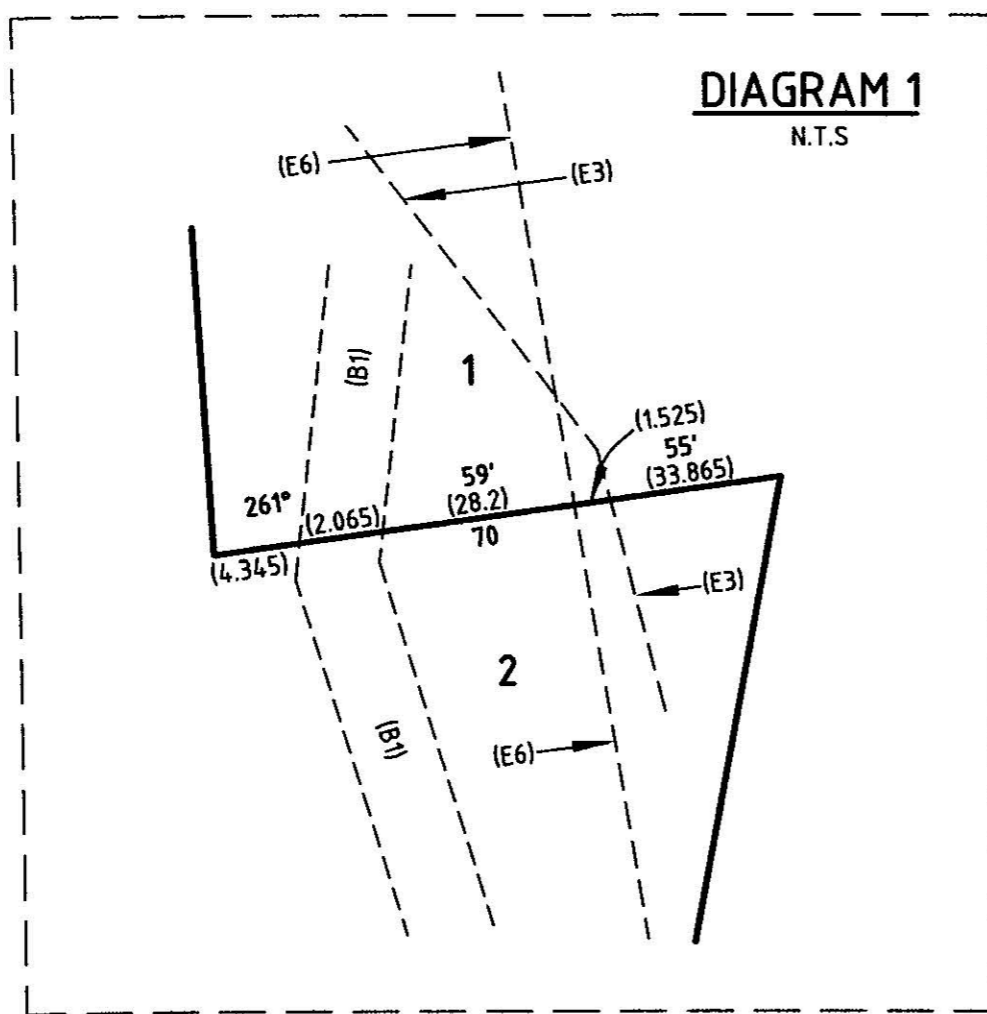 DIAGRAM 1
N.T.S
(E6)
(E3)
(B1)
1
(1.525)
261°
59'
55'
(4.345)
(2.065)
(28.2)
(33.865)
70
(E3)
2
(B1)
(E6)